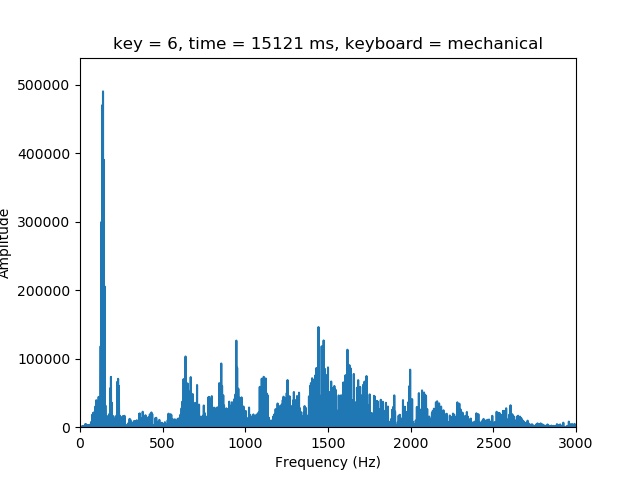 key = 6, time = 15121 ms, keyboard = mechanical
500000
400000
300000
200000
100000
0
Amplitude
0 500 1000 1500 2000 2500 3000
Frequency (Hz)